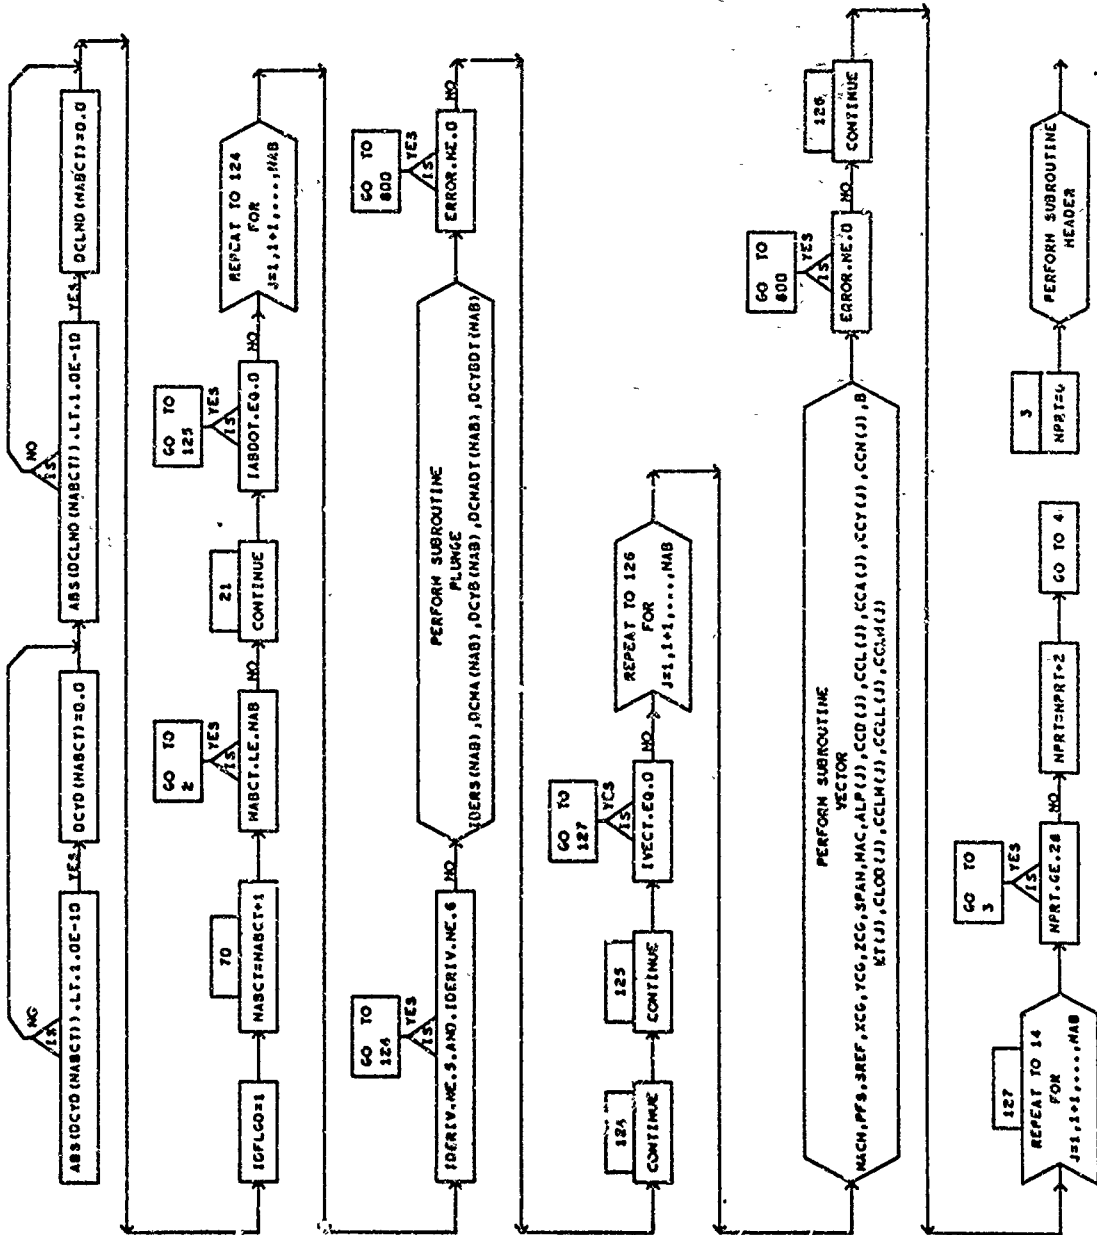 NO
IS
ABS(DCYD(NABCT)).LT.1.0E-10
YES
DCYD(NABCT)=0.0
NO
IS
ABS(DCLND(NABCT)).LT.1.0E-10
YES
DCLND(NABCT)=0.0
IGFLGD=1
70
NABCT=NABCT+1
GO TO
2
YES
IS
NABCT.LE.NAB
NO
21
CONTINUE
GO TO
125
YES
IS
IABDOT.EQ.0
NO
REPEAT TO 124
FOR
J=1,1+1,...,NAB
GO TO
124
YES
IS
IDERIV.NE.5.AND.IDERIV.NE.6
NO
PERFORM SUBROUTINE
PLUNGE
IDERS(NAB),DCMA(NAB),DCYB(NAB),DCMADT(NAB),DCYBDT(NAB)
GO TO
800
YES
IS
ERROR.NE.0
NO
124
CONTINUE
125
CONTINUE
GO TO
127
YES
IS
IVECT.EQ.0
NO
REPEAT TO 126
FOR
J=1,1+1,...,NAB
PERFORM SUBROUTINE
VECTOR
MACH,PFS,SREF,XCG,YCG,ZCG,SPAN,MAC,ALP(J),CCD(J),CCL(J),CCA(J),CCY(J),CCN(J),B
ET(J),CLOD(J),CCLM(J),CCLL(J),CCLN(J)
GO TO
800
YES
IS
ERROR.NE.0
NO
126
CONTINUE
127
REPEAT TO 14
FOR
J=1,1+1,...,NAB
GO TO
3
YES
IS
NPRT.GE.28
NO
NPRT=NPRT+2
GO TO 4
3
PERFORM SUBROUTINE
HEADER